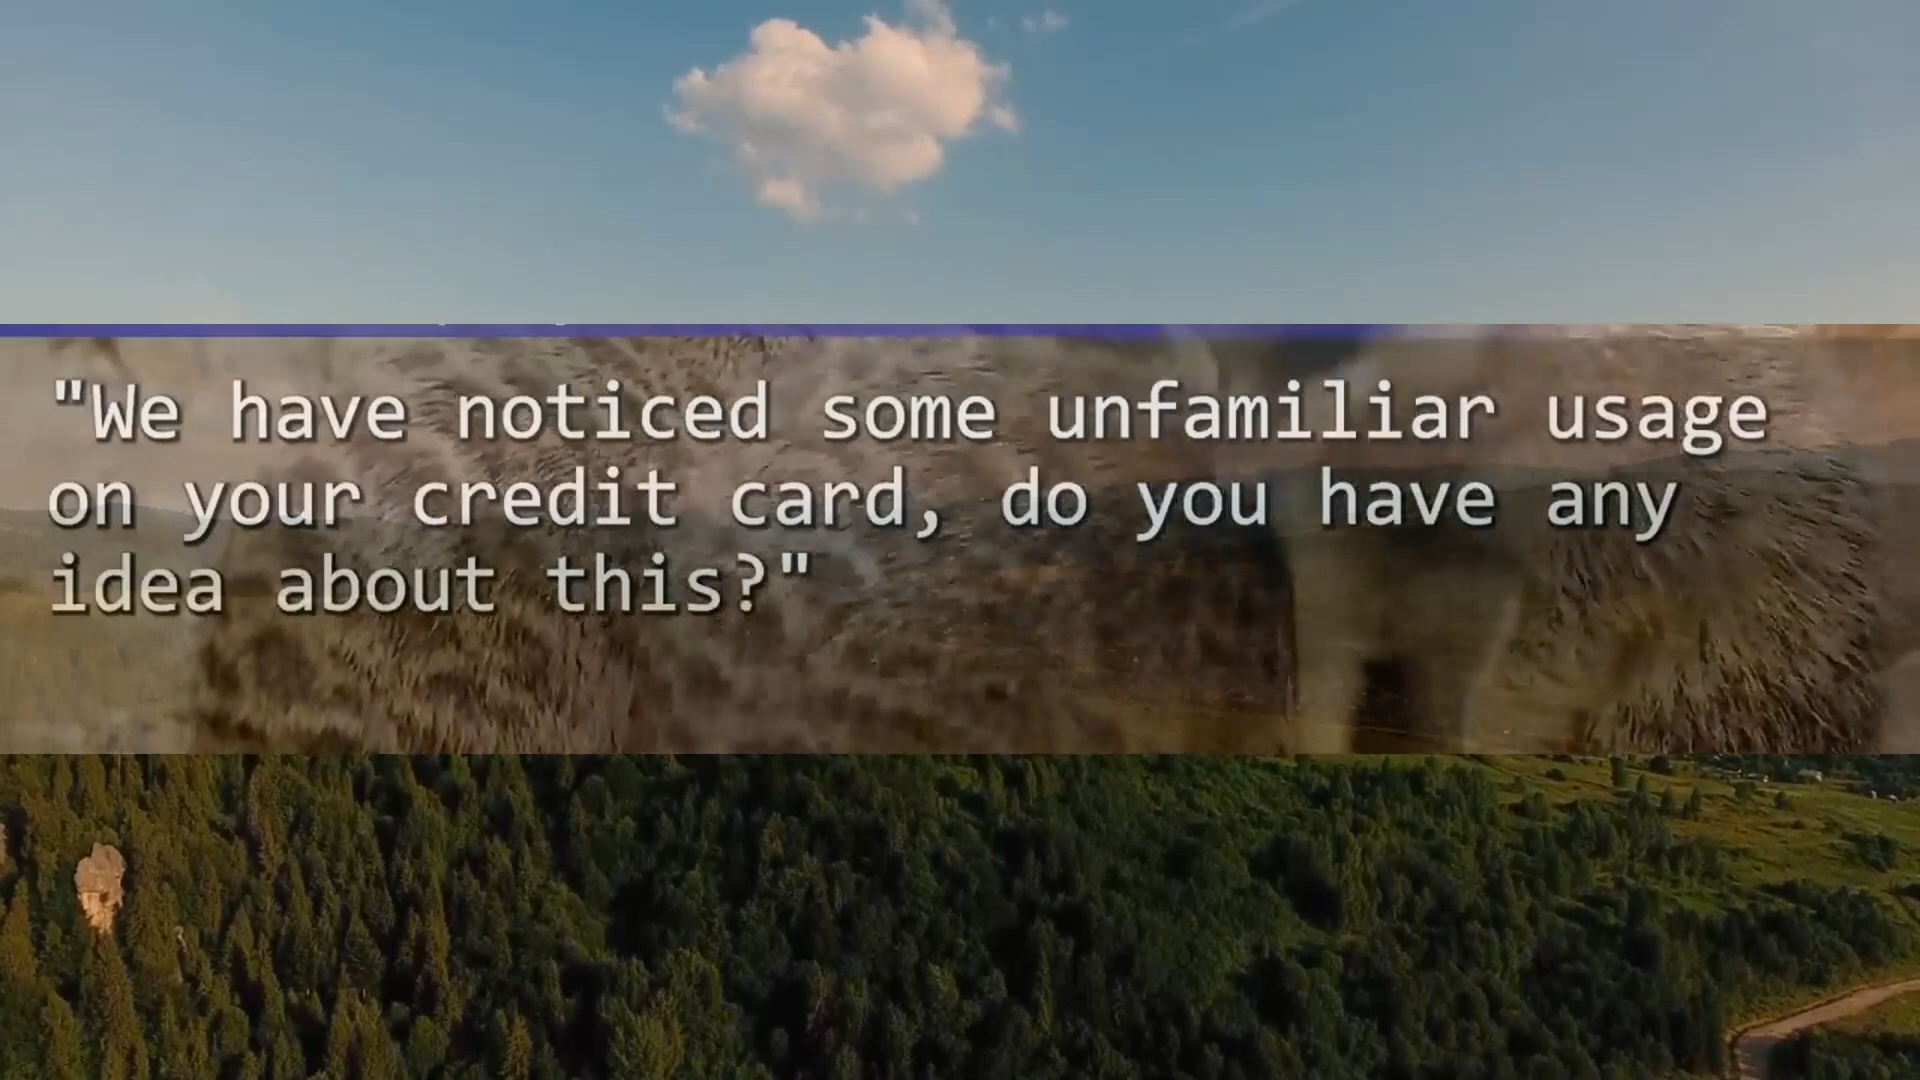 "We have noticed some unfamiliar usage
on your credit card, do you have any
idea about this?"